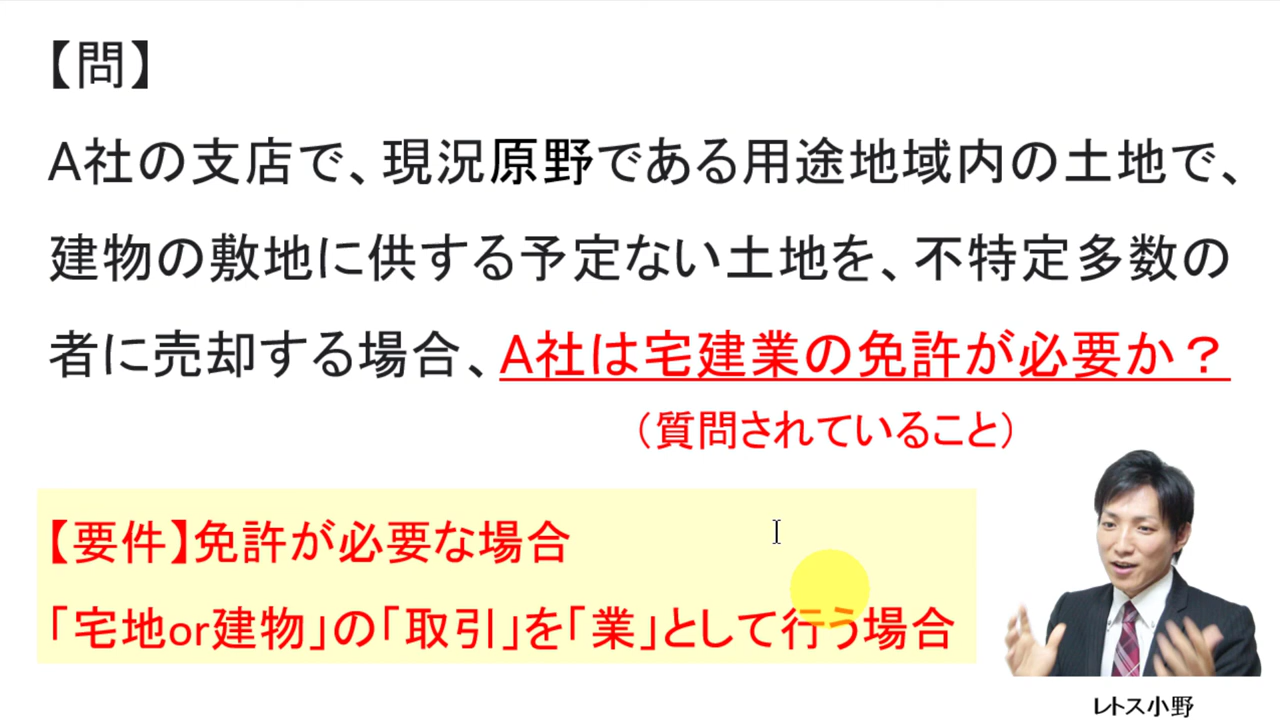 【問】
A社の支店で、現況原野である用途地域内の土地で、
建物の敷地に供する予定ない土地を、不特定多数の
者に売却する場合、A社は宅建業の免許が必要か？
（質問されていること）
【要件】免許が必要な場合
「宅地or建物」の「取引」を「業」として行う場合
レトス小野